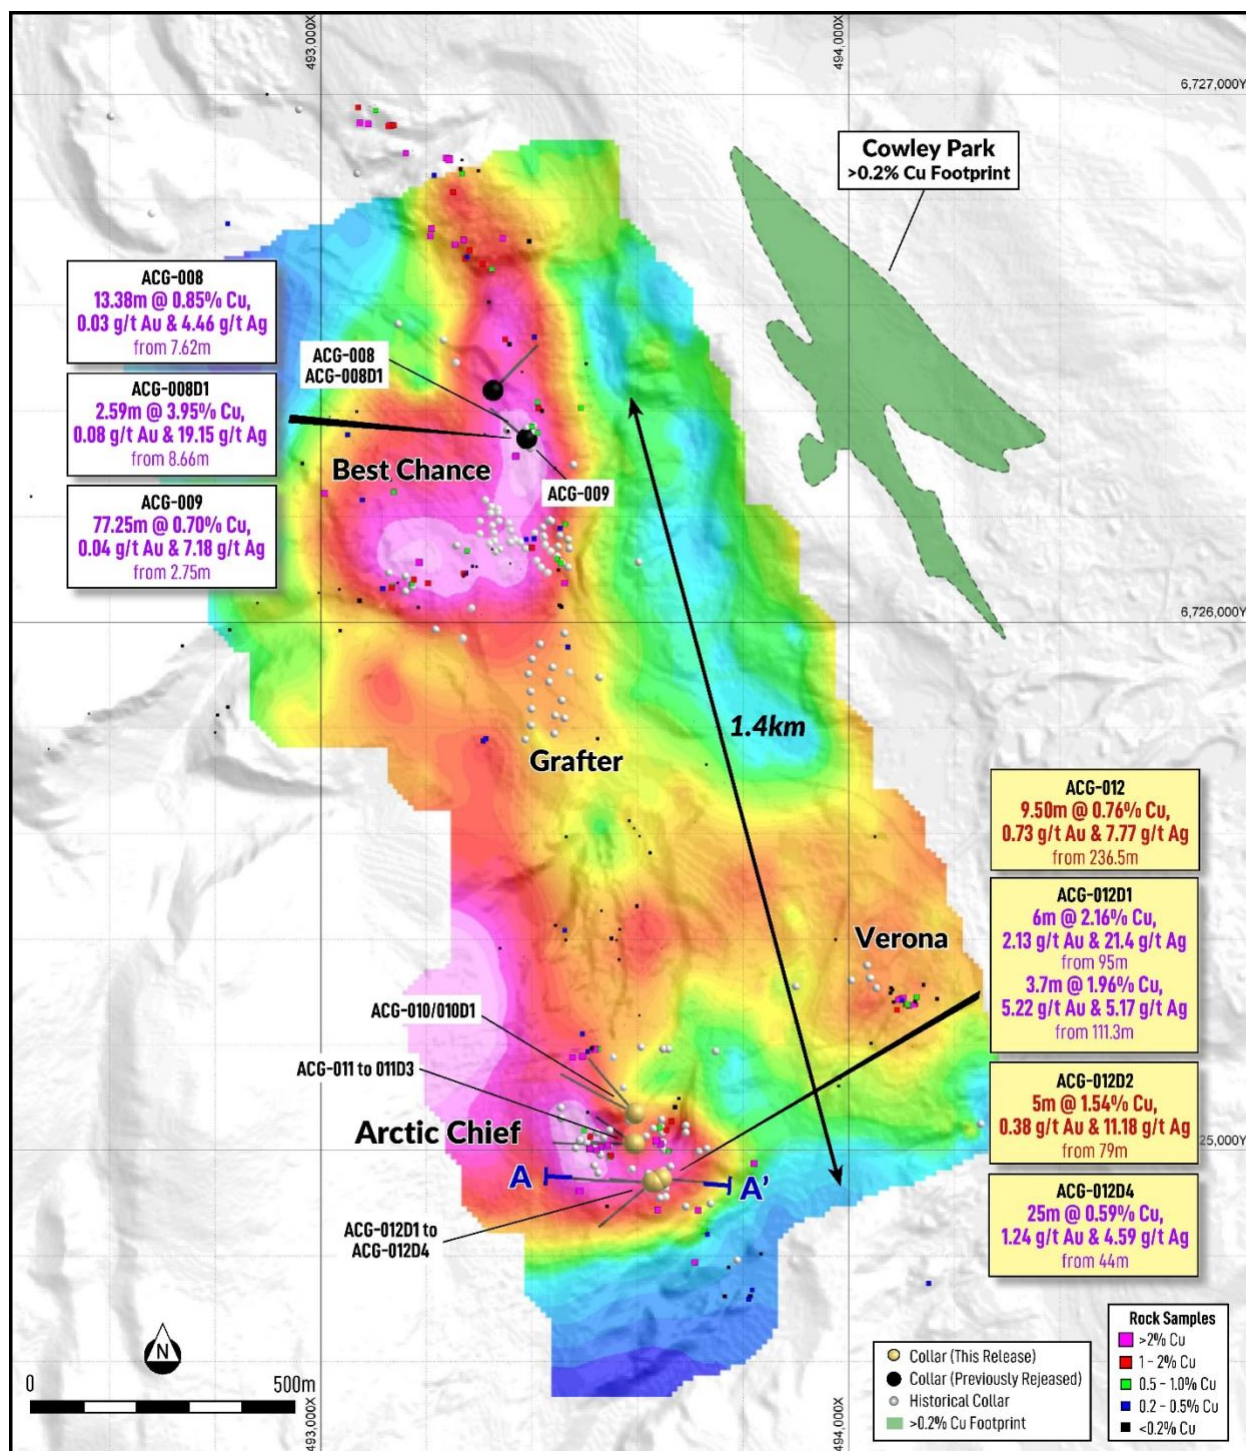 493,000X
494,000X
6,727,000Y
Cowley Park
>0.2% Cu Footprint
ACG-008
13.38m @ 0.85% Cu,
0.03 g/t Au & 4.46 g/t Ag
from 7.62m
ACG-008
ACG-008D1
ACG-008D1
2.59m @ 3.95% Cu,
0.08 g/t Au & 19.15 g/t Ag
from 8.66m
Best Chance
ACG-009
ACG-009
77.25m @ 0.70% Cu,
0.04 g/t Au & 7.18 g/t Ag
from 2.75m
6,726,000Y
1.4km
Grafter
ACG-012
9.50m @ 0.76% Cu,
0.73 g/t Au & 7.77 g/t Ag
from 236.5m
ACG-012D1
6m @ 2.16% Cu,
2.13 g/t Au & 21.4 g/t Ag
from 95m
3.7m @ 1.96% Cu,
5.22 g/t Au & 5.17 g/t Ag
from 111.3m
Verona
ACG-010/010D1
ACG-011 to 011D3
ACG-012D2
5m @ 1.54% Cu,
0.38 g/t Au & 11.18 g/t Ag
from 79m
Arctic Chief
25,000Y
A
A'
ACG-012D1 to
ACG-012D4
ACG-012D4
25m @ 0.59% Cu,
1.24 g/t Au & 4.59 g/t Ag
from 44m
N
0
500m
493,000X
494,000X
Collar (This Release)
Collar (Previously Rejeased)
Historical Collar
>0.2% Cu Footprint
Rock Samples
>2% Cu
1 - 2% Cu
0.5 - 1.0% Cu
0.2 - 0.5% Cu
<0.2% Cu